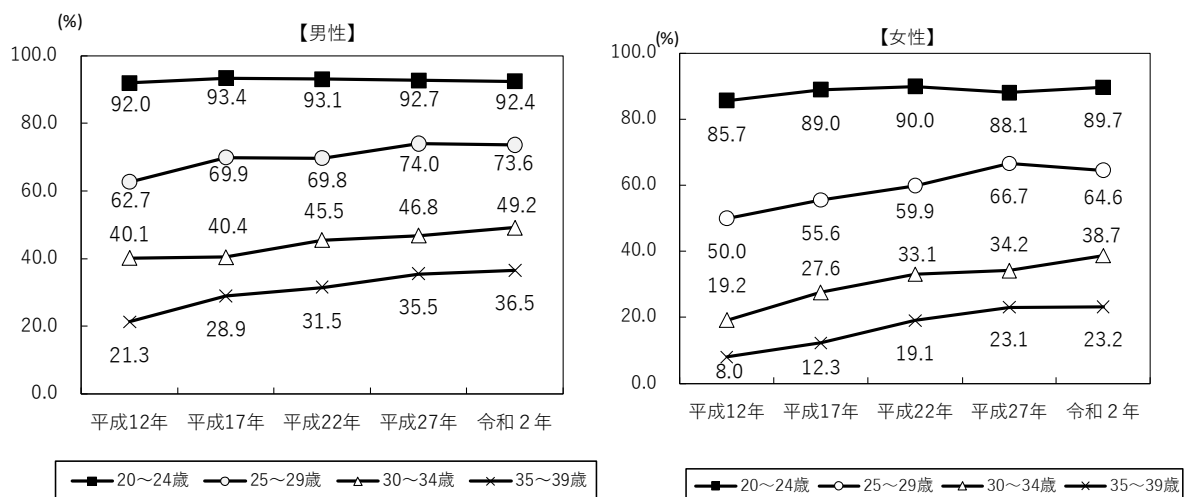 (%)
【男性】
100.0
80.0
60.0
40.0
20.0
0.0
92.0 93.4 93.1 92.7 92.4
62.7 69.9 69.8 74.0 73.6
40.1 40.4 45.5 46.8 49.2
21.3 28.9 31.5 35.5 36.5
平成12年 平成17年 平成22年 平成27年 令和２年
20～24歳 25～29歳 30～34歳 35～39歳
(%)
【女性】
100.0
80.0
60.0
40.0
20.0
0.0
85.7 89.0 90.0 88.1 89.7
50.0 55.6 59.9 66.7 64.6
19.2 27.6 33.1 34.2 38.7
8.0 12.3 19.1 23.1 23.2
平成12年 平成17年 平成22年 平成27年 令和２年
20～24歳 25～29歳 30～34歳 35～39歳